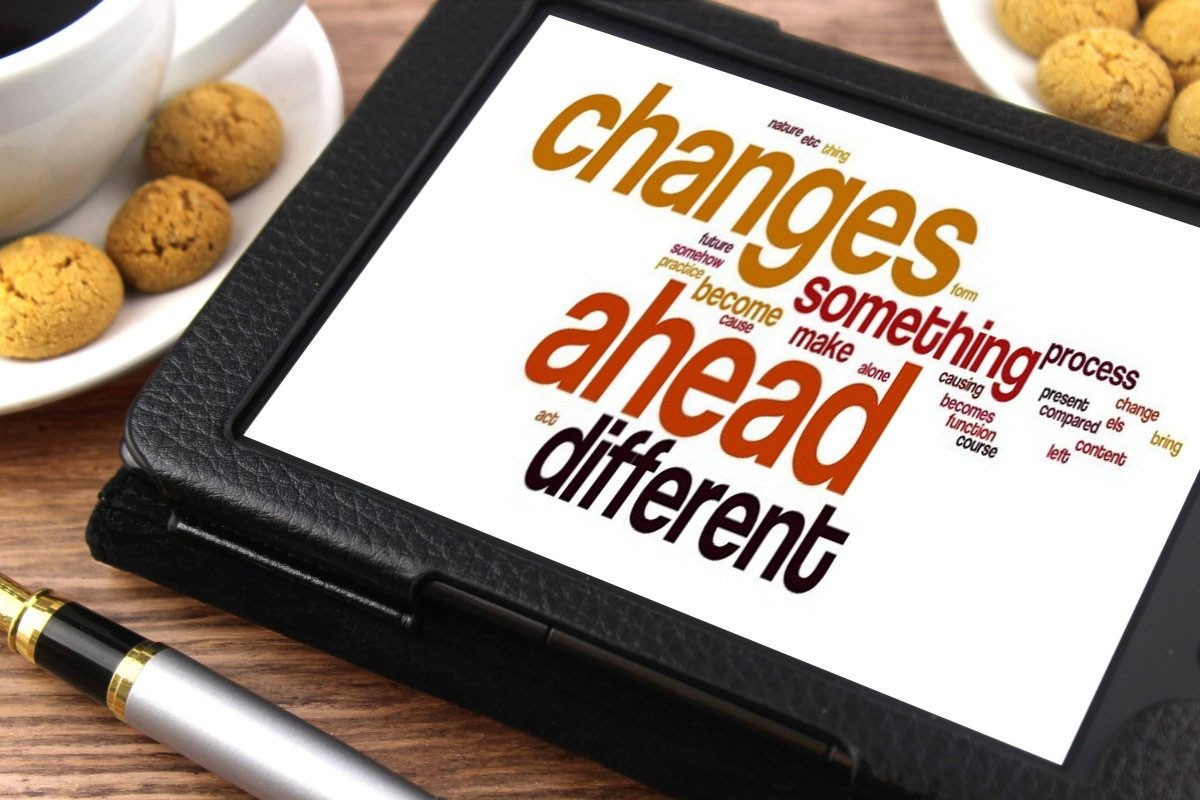 nature etc thing
changes
future
somehow
practice
form
become
something
cause
make
process
ahead
alone
causing
present
change
becomes
compared els
function
bring
course
left
content
act
different